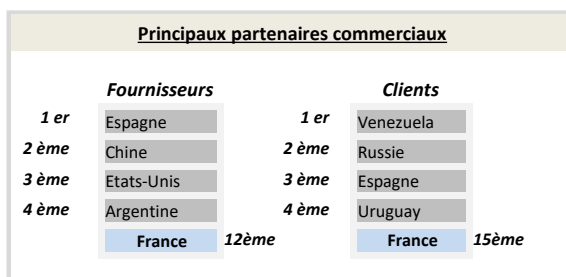 Principaux partenaires commerciaux
Fournisseurs Clients
1 er Espagne 1 er Venezuela
2 ème Chine 2 ème Russie
3 ème Etats-Unis 3 ème Espagne
4 ème Argentine 4 ème Uruguay
France 12ème France 15ème